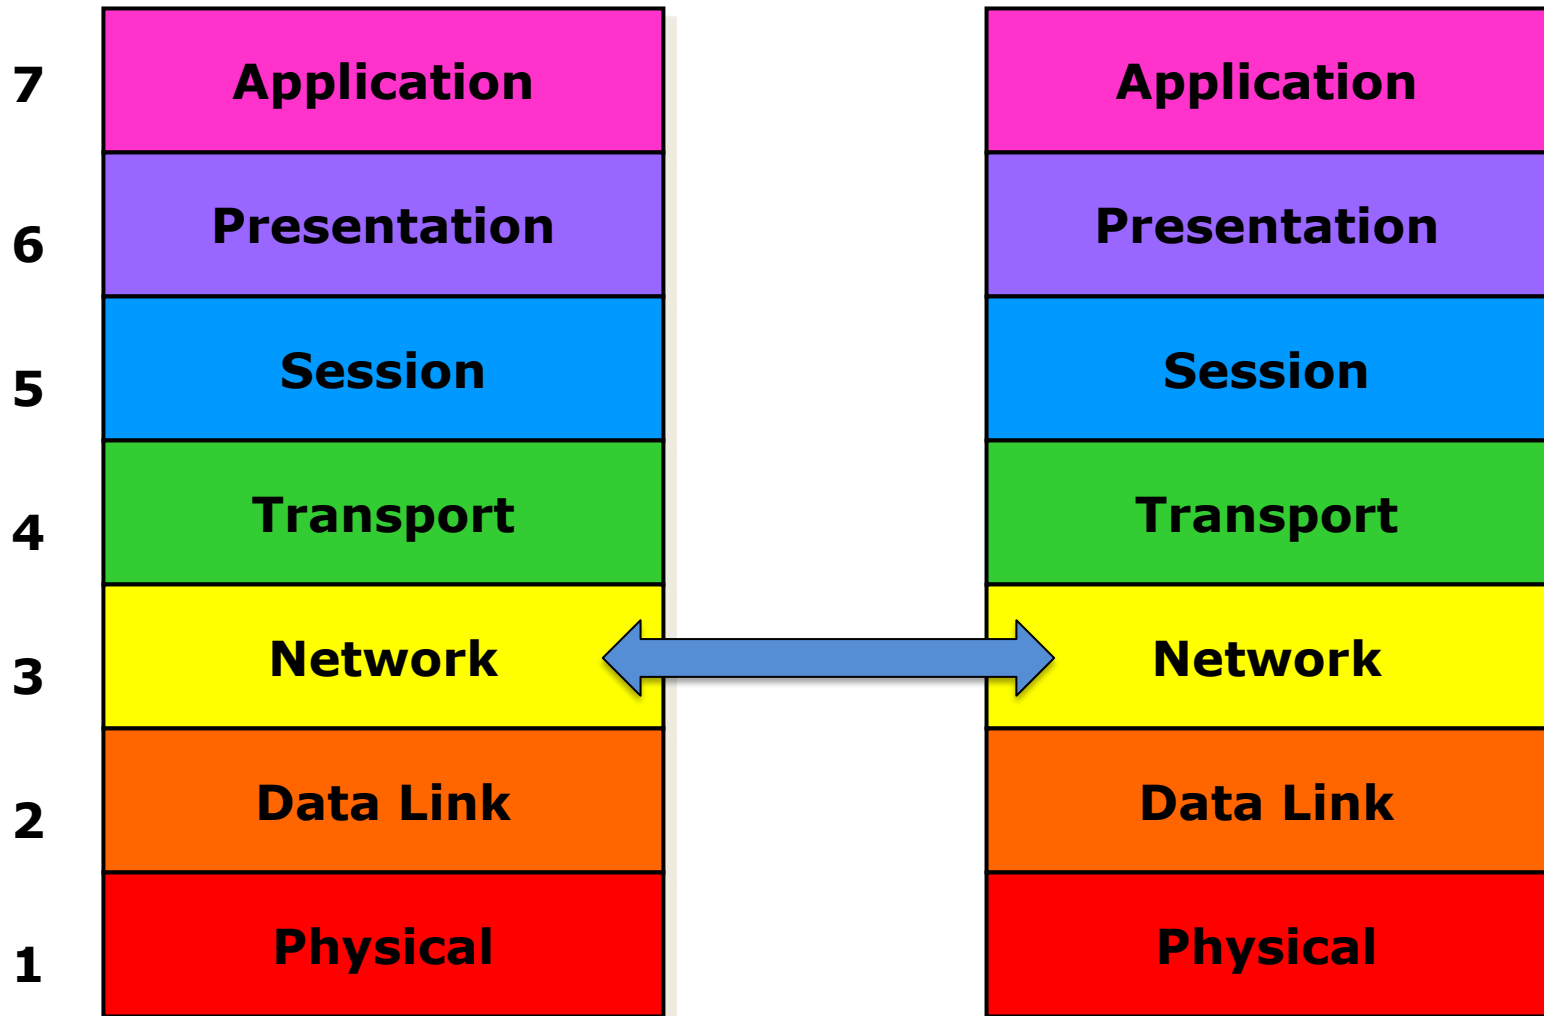 7 Application Application
6 Presentation Presentation
5 Session Session
4 Transport Transport
3 Network Network
2 Data Link Data Link
1 Physical Physical